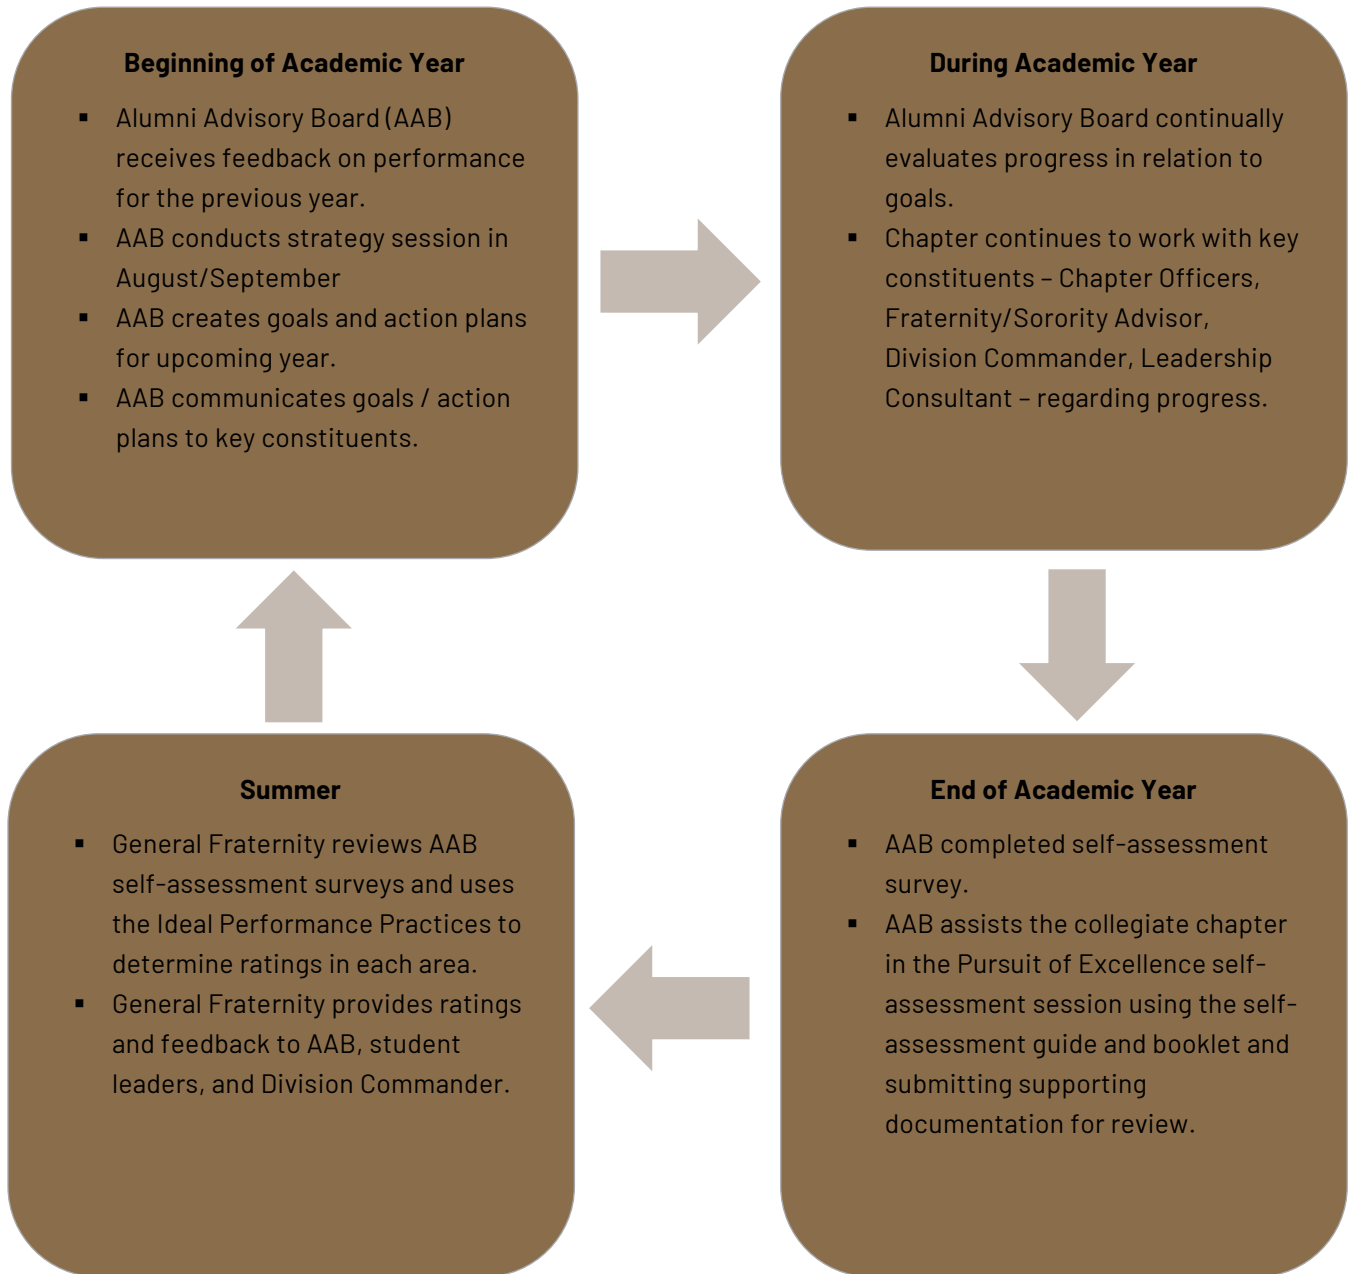 Beginning of Academic Year
▪ Alumni Advisory Board (AAB)
receives feedback on performance
for the previous year.
▪ AAB conducts strategy session in
August/September
▪ AAB creates goals and action plans
for upcoming year.
▪ AAB communicates goals / action
plans to key constituents.
During Academic Year
▪ Alumni Advisory Board continually
evaluates progress in relation to
goals.
▪ Chapter continues to work with key
constituents – Chapter Officers,
Fraternity/Sorority Advisor,
Division Commander, Leadership
Consultant – regarding progress.
End of Academic Year
▪ AAB completed self-assessment
survey.
▪ AAB assists the collegiate chapter
in the Pursuit of Excellence self-
assessment session using the self-
assessment guide and booklet and
submitting supporting
documentation for review.
Summer
▪ General Fraternity reviews AAB
self-assessment surveys and uses
the Ideal Performance Practices to
determine ratings in each area.
▪ General Fraternity provides ratings
and feedback to AAB, student
leaders, and Division Commander.